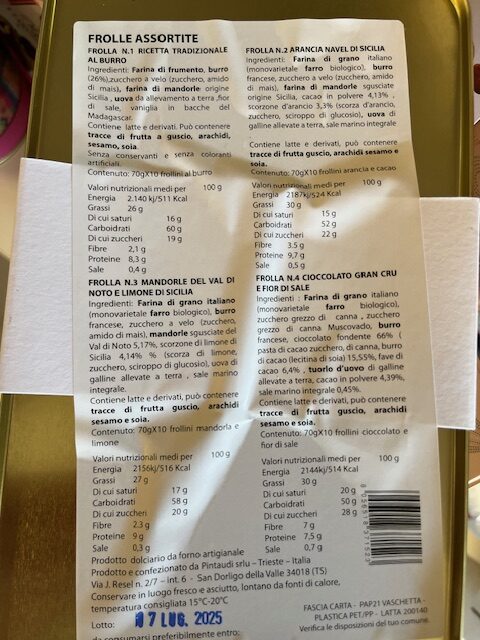 FROLLE ASSORTITE
FROLLA N.1 RICETTA TRADIZIONALE
AL BURRO
Ingredienti: Farina di frumento, burro
(26%),zucchero a velo (zucchero, amido
di mais), farina di mandorle origine
Sicilia, uova da allevamento a terra ,fior
di sale, vaniglia in bacche del
Madagascar.
Contiene latte e derivati. Può contenere
tracce di frutta a guscio, arachidi,
sesamo, soia.
Senza conservanti e senza coloranti
artificiali.
Contenuto: 70gX10 frollini al burro
Valori nutrizionali medi per 100 g
Energia 2.140 kj/511 Kcal
Grassi 26 g
Di cui saturi 16 g
Carboidrati 60 g
Di cui zuccheri 19 g
Fibre 2,1 g
Proteine 8,3 g
Sale 0,4 g
FROLLA N.2 ARANCIA NAVEL DI SICILIA
Ingredienti: Farina di grano italiano
(monovarietale farro biologico), burro
francese, zucchero a velo (zucchero, amido
di mais), farina di mandorle sgusciate
origine Sicilia, cacao in polvere 4,13% ,
scorzone d'arancio 3,3% (scorza d'arancio,
zucchero, sciroppo di glucosio), uova di
galline allevate a terra, sale marino integrale
Contiene latte e derivati, può contenere
tracce di frutta guscio, arachidi sesamo e
soia.
Contenuto: 70gX10 frollini arancia e cacao
Valori nutrizionali medi per 100 g
Energia 2187kj/524 Kcal
Grassi 30 g
Di cui saturi 15 g
Carboidrati 52 g
Di cui zuccheri 22 g
Fibre 3.5 g
Proteine 9,7 g
Sale 0,5 g
FROLLA N.3 MANDORLE DEL VAL DI
NOTO E LIMONE DI SICILIA
Ingredienti: Farina di grano italiano
(monovarietale farro biologico), burro
francese, zucchero a velo (zucchero,
amido di mais), mandorle sgusciate del
Val di Noto 5,17%, scorzone di limone di
Sicilia 4,14% % (scorza di limone,
zucchero, sciroppo di glucosio), uova di
galline allevate a terra , sale marino
integrale.
Contiene latte e derivati, può contenere
tracce di frutta guscio, arachidi
sesamo e soia.
Contenuto: 70gX10 frollini mandorla e
limone
Valori nutrizionali medi per 100 g
Energia 2156kj/516 Kcal
Grassi 27 g
Di cui saturi 17 g
Carboidrati 58 g
Di cui zuccheri 20 g
Fibre 2.3 g
Proteine 9 g
Sale 0,3 g
FROLLA N.4 CIOCCOLATO GRAN CRU
E FIOR DI SALE
Ingredienti : Farina di grano italiano
(monovarietale farro biologico),
zucchero grezzo di canna , zucchero
grezzo di canna Muscovado, burro
francese, cioccolato fondente 66% (
pasta di cacao zucchero, di canna, burro
di cacao (lecitina di soia) 15,55%, fave di
cacao 6,4% , tuorlo d'uovo di galline
allevate a terra, cacao in polvere 4,39%,
sale marino integrale 0,45%.
Contiene latte e derivati, può contenere
tracce di frutta guscio, arachidi,
sesamo e soia.
Contenuto: 70gX10 frollini cioccolato e
fior di sale
Valori nutrizionali medi per 100 g
Energia 2144kj/514 Kcal
Grassi 30 g
Di cui saturi 20 g
Carboidrati 50 g
Di cui zuccheri 28 g
Fibre 7 g
Proteine 7,5 g
Sale 0,7 g
Prodotto dolciario da forno artigianale
Prodotto e confezionato da Pintaudi srlu – Trieste – Italia
Via J. Resel n. 2/7 – int. 6 - San Dorligo della Valle 34018 (TS)
Conservare in luogo fresco e asciutto, lontano da fonti di calore,
temperatura consigliata 15°C-20°C
Lotto: 17 LUG. 2025
da consumarsi preferibilmente entro:
FASCIA CARTA - PAP21 VASCHETTA -
PLASTICA PET/PP - LATTA 200140
Verifica le disposizioni del tuo comune.